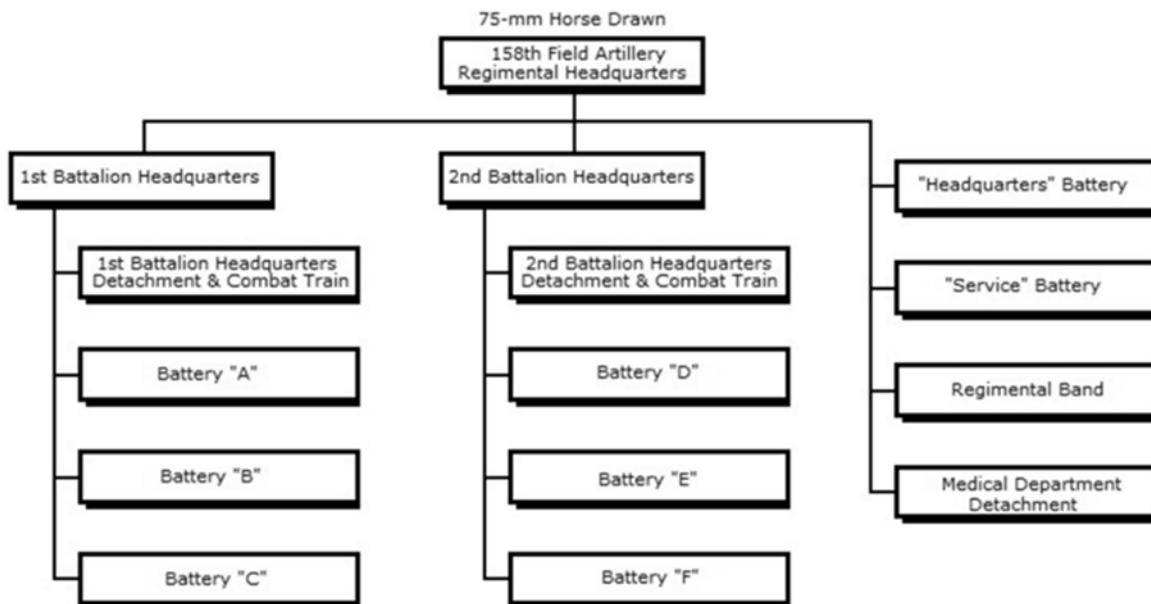 75-mm Horse Drawn
158th Field Artillery
Regimental Headquarters
1st Battalion Headquarters
1st Battalion Headquarters
Detachment & Combat Train
Battery "A"
Battery "B"
Battery "C"
2nd Battalion Headquarters
2nd Battalion Headquarters
Detachment & Combat Train
Battery "D"
Battery "E"
Battery "F"
"Headquarters" Battery
"Service" Battery
Regimental Band
Medical Department
Detachment